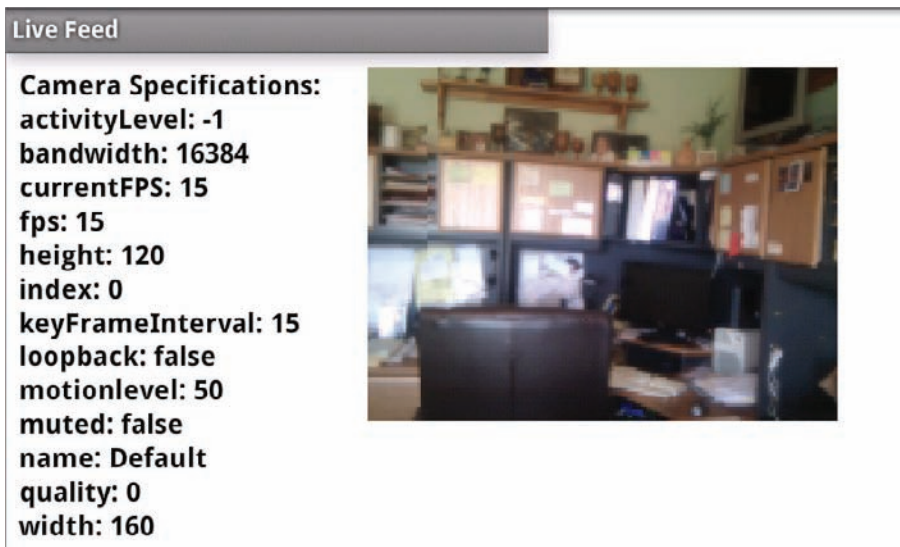 Live Feed
Camera Specifications:
activityLevel: -1
bandwidth: 16384
currentFPS: 15
fps: 15
height: 120
index: 0
keyFrameInterval: 15
loopback: false
motionlevel: 50
muted: false
name: Default
quality: 0
width: 160